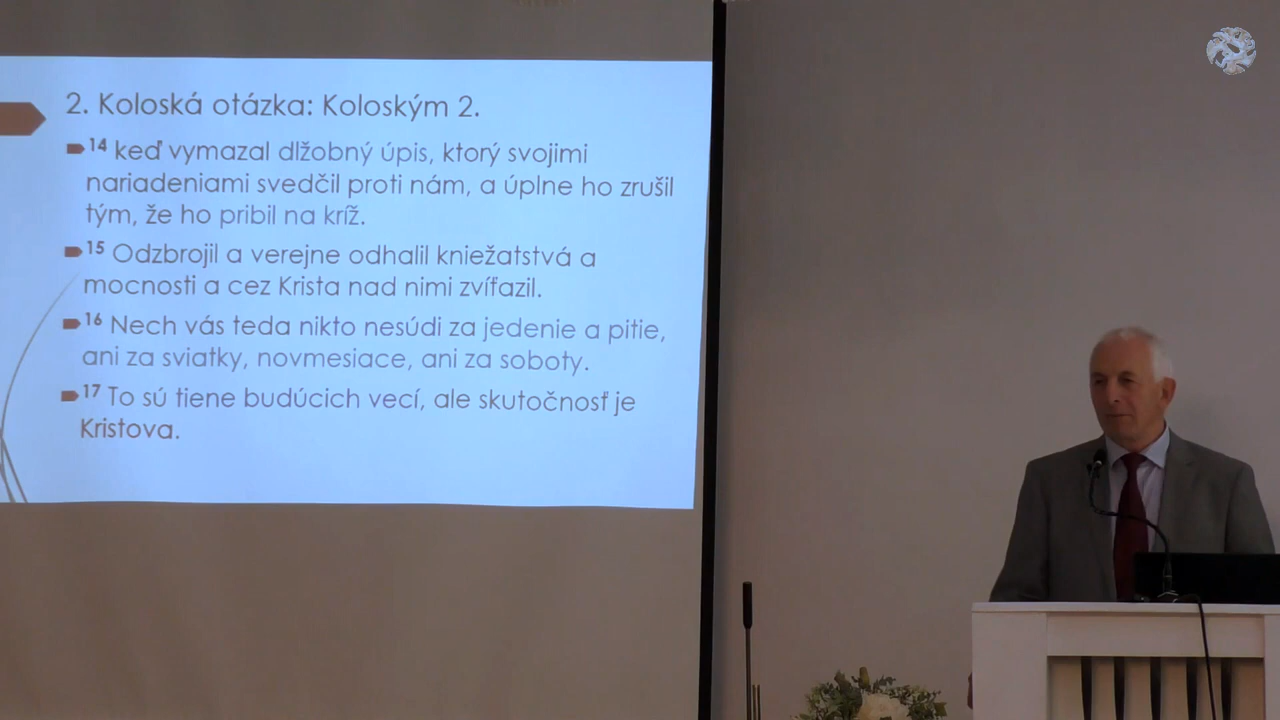 2. Koloská otázka: Koloským 2.
14 keď vymazal dlžobný úpis, ktorý svojimi
nariadeniami svedčil proti nám, a úplne ho zrušil
tým, že ho pribil na kríž.
15 Odzbrojil a verejne odhalil kniežatstvá a
mocnosti a cez Krista nad nimi zvíťazil.
16 Nech vás teda nikto nesúdi za jedenie a pitie,
ani za sviatky, novmesiace, ani za soboty.
17 To sú tiene budúcich vecí, ale skutočnosť je
Kristova.